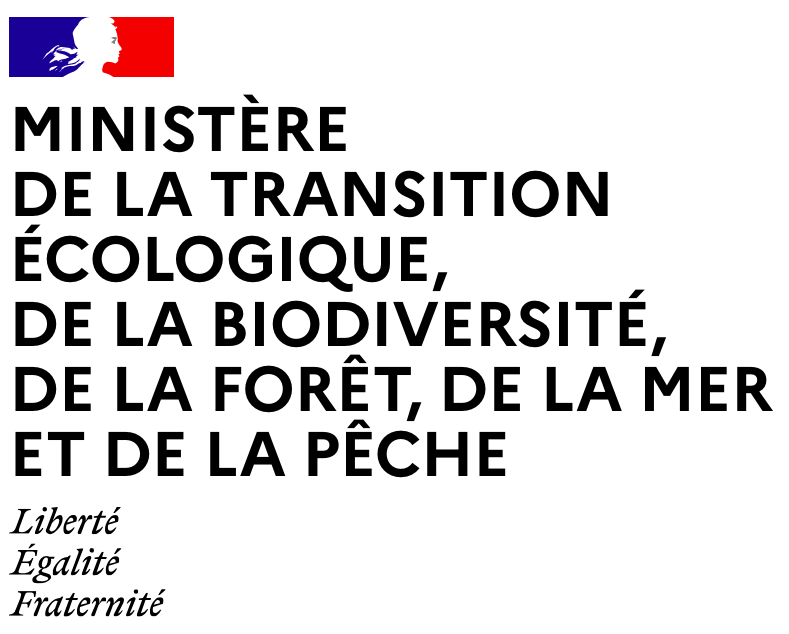 MINISTÈRE
DE LA TRANSITION
ÉCOLOGIQUE,
DE LA BIODIVERSITÉ,
DE LA FORÊT, DE LA MER
ET DE LA PÊCHE
Liberté
Égalité
Fraternité